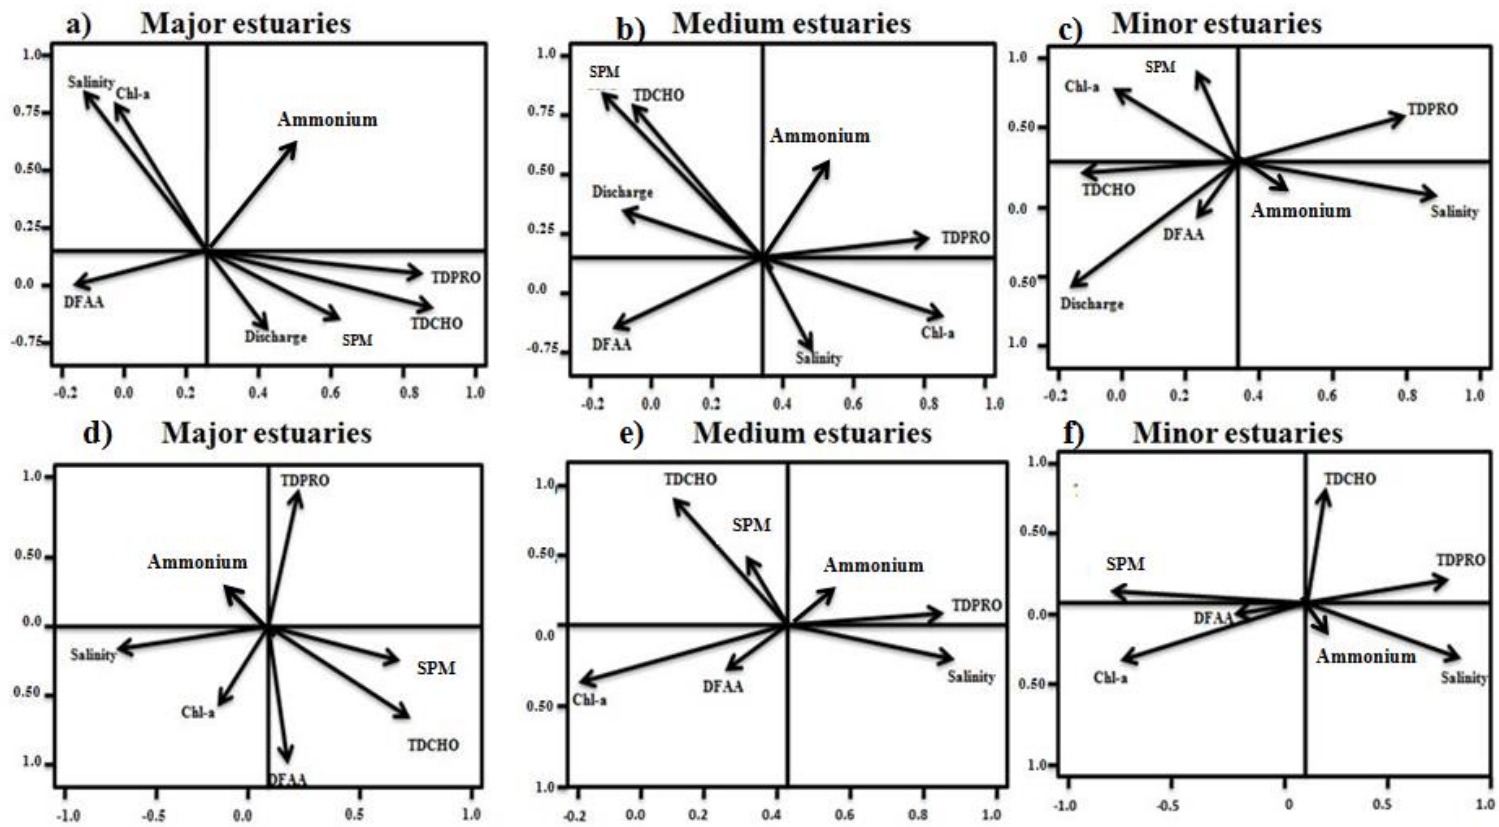 a) Major estuaries
1.0
0.75
0.50
0.25
0.0
-0.75
Salinity
Chl-a
Ammonium
DFAA
TDPRO
TDCHO
Discharge
SPM
-0.2 0.0 0.2 0.4 0.6 0.8 1.0
b) Medium estuaries
1.0
0.75
0.50
0.25
0.0
-0.75
SPM
TDCHO
Ammonium
Discharge
TDPRO
Chl-a
DFAA
Salinity
-0.2 0.0 0.2 0.4 0.6 0.8 1.0
c) Minor estuaries
1.0
0.50
0.0
0.50
1.0
SPM
Chl-a
TDPRO
TDCHO
Ammonium
Salinity
DFAA
Discharge
-0.2 0.0 0.2 0.4 0.6 0.8 1.0
d) Major estuaries
1.0
0.50
0.0
0.50
1.0
TDPRO
Ammonium
Salinity
SPM
Chl-a
TDCHO
DFAA
-1.0 -0.5 0.0 0.5 1.0
e) Medium estuaries
1.0
0.50
0.0
0.50
1.0
TDCHO
SPM
Ammonium
TDPRO
Salinity
DFAA
Chl-a
-0.2 0.0 0.2 0.4 0.6 0.8 1.0
f) Minor estuaries
1.0
0.50
0.0
0.50
1.0
TDCHO
SPM
TDPRO
DFAA
Ammonium
Chl-a
Salinity
-1.0 -0.5 0 0.5 1.0